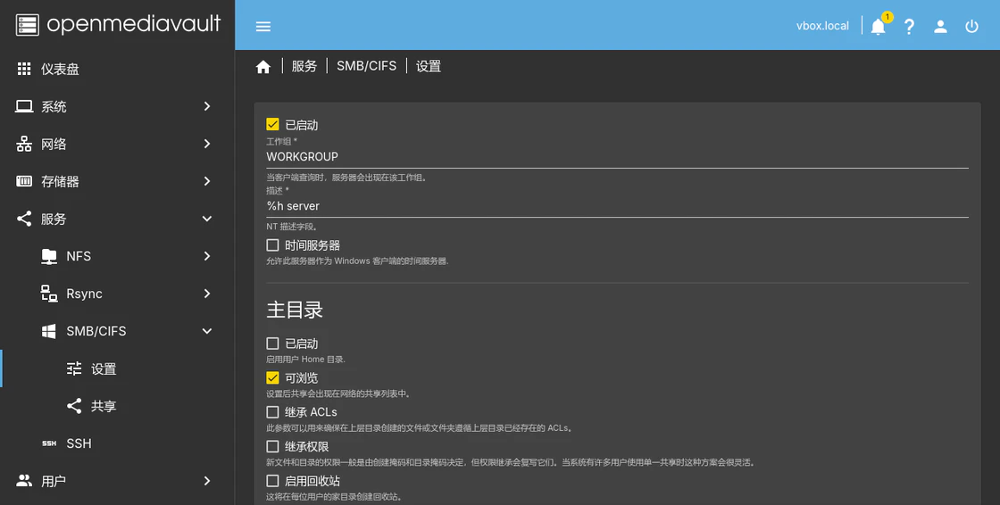 openmediavault
vbox.local
1
仪表盘
系统
网络
存储器
服务
NFS
Rsync
SMB/CIFS
设置
共享
SSH
SSH
用户
服务
SMB/CIFS
设置
已启动
工作组 *
WORKGROUP
当客户端查询时，服务器会出现在该工作组。
描述 *
%h server
NT 描述字段。
时间服务器
允许此服务器作为 Windows 客户端的时间服务器.
主目录
已启动
启用用户 Home 目录.
可浏览
设置后共享会出现在网络的共享列表中。
继承 ACLs
此参数可以用来确保在上层目录创建的文件或文件夹遵循上层目录已经存在的 ACLs。
继承权限
新文件和目录的权限一般是由创建掩码和目录掩码决定，但权限继承会复写它们。当系统有许多用户使用单一共享时这种方案会很灵活。
启用回收站
这将在每位用户的家目录创建回收站。